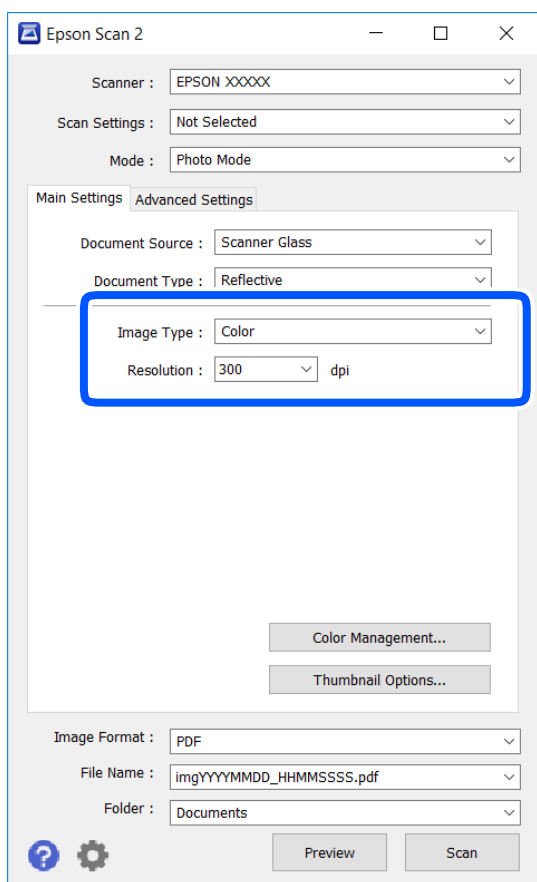 Epson Scan 2
Scanner : EPSON XXXXX
Scan Settings : Not Selected
Mode : Photo Mode
Main Settings Advanced Settings
Document Source : Scanner Glass
Document Type : Reflective
Image Type : Color
Resolution : 300 dpi
Color Management...
Thumbnail Options...
Image Format : PDF
File Name : imgYYYYMMDD_HHMMSSSS.pdf
Folder : Documents
? Preview Scan